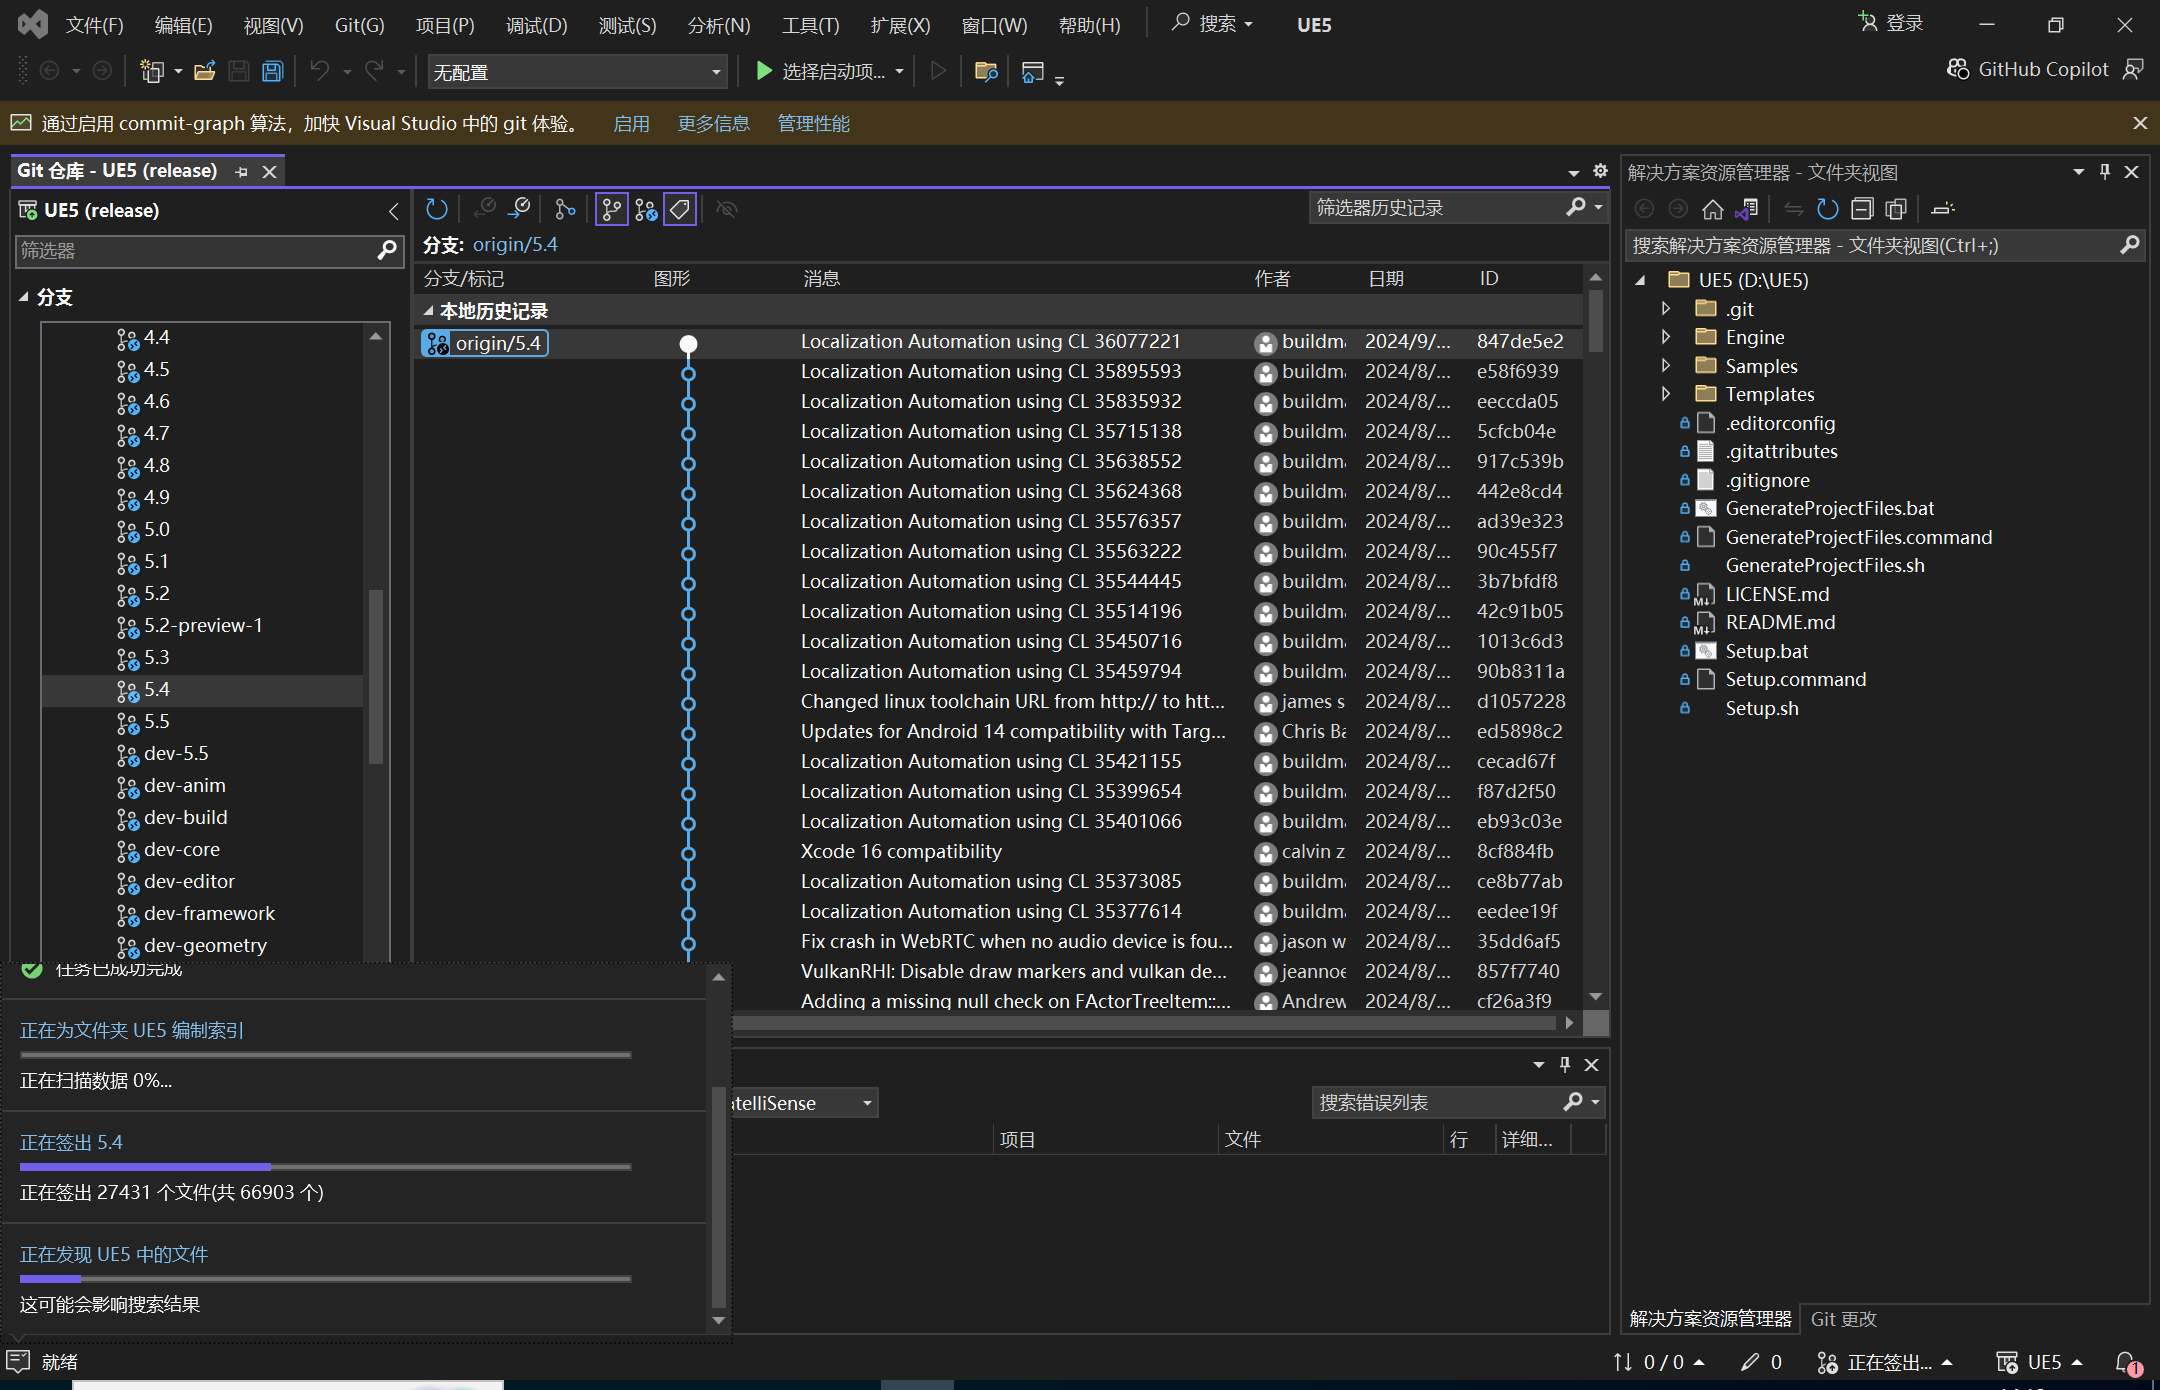 文件(F) 编辑(E) 视图(V) Git(G) 项目(P) 调试(D) 测试(S) 分析(N) 工具(T) 扩展(X) 窗口(W) 帮助(H) 搜索 UE5 登录
无配置 选择启动项... GitHub Copilot
通过启用 commit-graph 算法，加快 Visual Studio 中的 git 体验。 启用 更多信息 管理性能
Git 仓库 - UE5 (release)
UE5 (release)
筛选器
分支
4.4
4.5
4.6
4.7
4.8
4.9
5.0
5.1
5.2
5.2-preview-1
5.3
5.4
5.5
dev-5.5
dev-anim
dev-build
dev-core
dev-editor
dev-framework
dev-geometry
筛选器历史记录
分支: origin/5.4
分支/标记 图形 消息 作者 日期 ID
本地历史记录
origin/5.4 Localization Automation using CL 36077221 buildm 2024/9/... 847de5e2
Localization Automation using CL 35895593 buildm 2024/8/... e58f6939
Localization Automation using CL 35835932 buildm 2024/8/... eeccda05
Localization Automation using CL 35715138 buildm 2024/8/... 5cfcb04e
Localization Automation using CL 35638552 buildm 2024/8/... 917c539b
Localization Automation using CL 35624368 buildm 2024/8/... 442e8cd4
Localization Automation using CL 35576357 buildm 2024/8/... ad39e323
Localization Automation using CL 35563222 buildm 2024/8/... 90c455f7
Localization Automation using CL 35544445 buildm 2024/8/... 3b7bfdf8
Localization Automation using CL 35514196 buildm 2024/8/... 42c91b05
Localization Automation using CL 35450716 buildm 2024/8/... 1013c6d3
Localization Automation using CL 35459794 buildm 2024/8/... 90b8311a
Changed linux toolchain URL from http:// to htt... james s 2024/8/... d1057228
Updates for Android 14 compatibility with Targ... Chris Ba 2024/8/... ed5898c2
Localization Automation using CL 35421155 buildm 2024/8/... cecad67f
Localization Automation using CL 35399654 buildm 2024/8/... f87d2f50
Localization Automation using CL 35401066 buildm 2024/8/... eb93c03e
Xcode 16 compatibility calvin z 2024/8/... 8cf884fb
Localization Automation using CL 35373085 buildm 2024/8/... ce8b77ab
Localization Automation using CL 35377614 buildm 2024/8/... eedee19f
Fix crash in WebRTC when no audio device is fou... jason w 2024/8/... 35dd6af5
VulkanRHI: Disable draw markers and vulkan de... jeannoe 2024/8/... 857f7740
Adding a missing null check on FActorTreeItem::... Andrew 2024/8/... cf26a3f9
任务已成功完成
正在为文件夹 UE5 编制索引
正在扫描数据 0%...
正在签出 5.4
正在签出 27431 个文件(共 66903 个)
正在发现 UE5 中的文件
这可能会影响搜索结果
telliSense 搜索错误列表
项目 文件 行 详细...
解决方案资源管理器 - 文件夹视图
搜索解决方案资源管理器 - 文件夹视图(Ctrl+;)
UE5 (D:\UE5)
.git
Engine
Samples
Templates
.editorconfig
.gitattributes
.gitignore
GenerateProjectFiles.bat
GenerateProjectFiles.command
GenerateProjectFiles.sh
LICENSE.md
README.md
Setup.bat
Setup.command
Setup.sh
解决方案资源管理器 Git 更改
就绪 0 / 0 0 正在签出... UE5 1